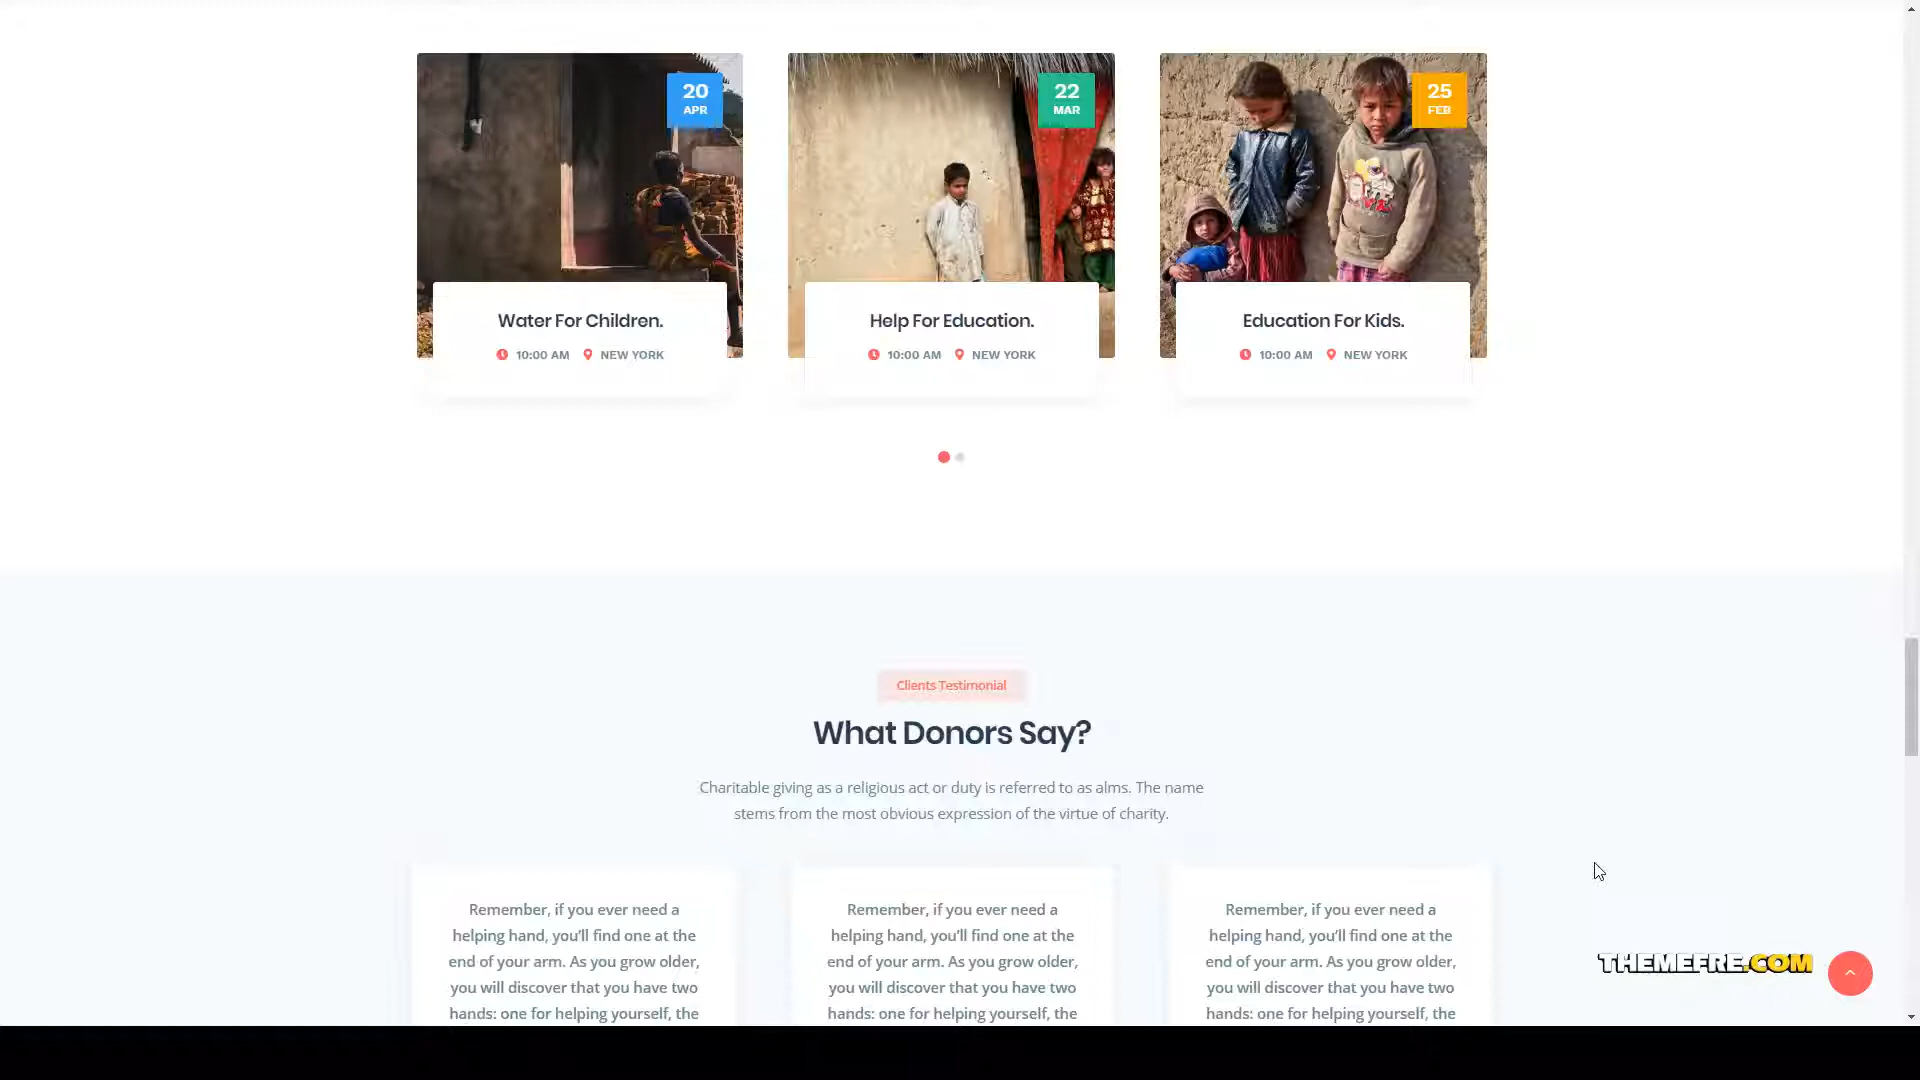 20
APR
22
MAR
25
FEB
Water For Children.
10:00 AM NEW YORK
Help For Education.
10:00 AM NEW YORK
Education For Kids.
10:00 AM NEW YORK
Clients Testimonial
What Donors Say?
Charitable giving as a religious act or duty is referred to as alms. The name
stems from the most obvious expression of the virtue of charity.
Remember, if you ever need a
helping hand, you'll find one at the
end of your arm. As you grow older,
you will discover that you have two
hands: one for helping yourself, the
Remember, if you ever need a
helping hand, you'll find one at the
end of your arm. As you grow older,
you will discover that you have two
hands: one for helping yourself, the
Remember, if you ever need a
helping hand, you'll find one at the
end of your arm. As you grow older,
you will discover that you have two
hands: one for helping yourself, the
THEMEFRE.COM